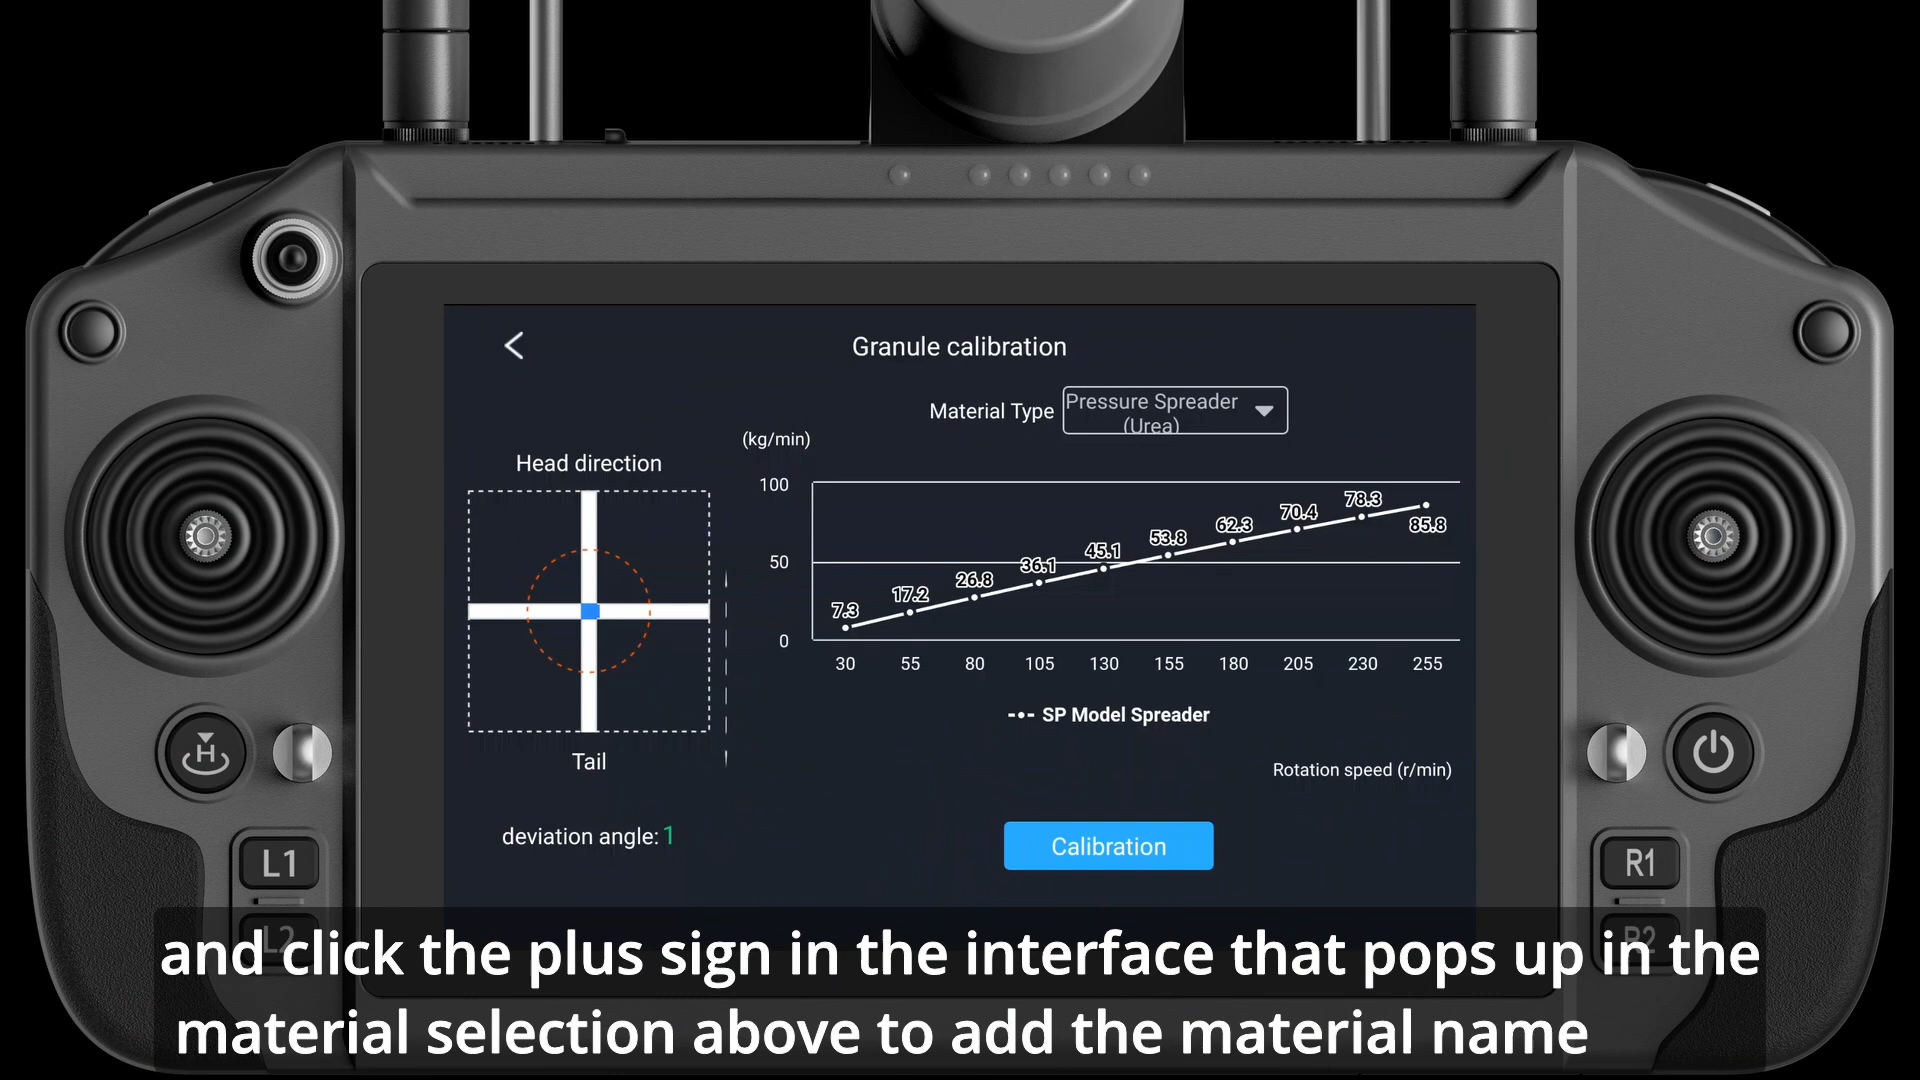 Granule calibration
Material Type
Pressure Spreader
(Urea)
(kg/min)
Head direction
100
50
0
7.3
17.2
26.8
36.1
45.1
53.8
62.3
70.4
78.3
85.8
30
55
80
105
130
155
180
205
230
255
SP Model Spreader
Tail
Rotation speed (r/min)
deviation angle: 1
Calibration
H
L1
L2
R1
R2
and click the plus sign in the interface that pops up in the
material selection above to add the material name